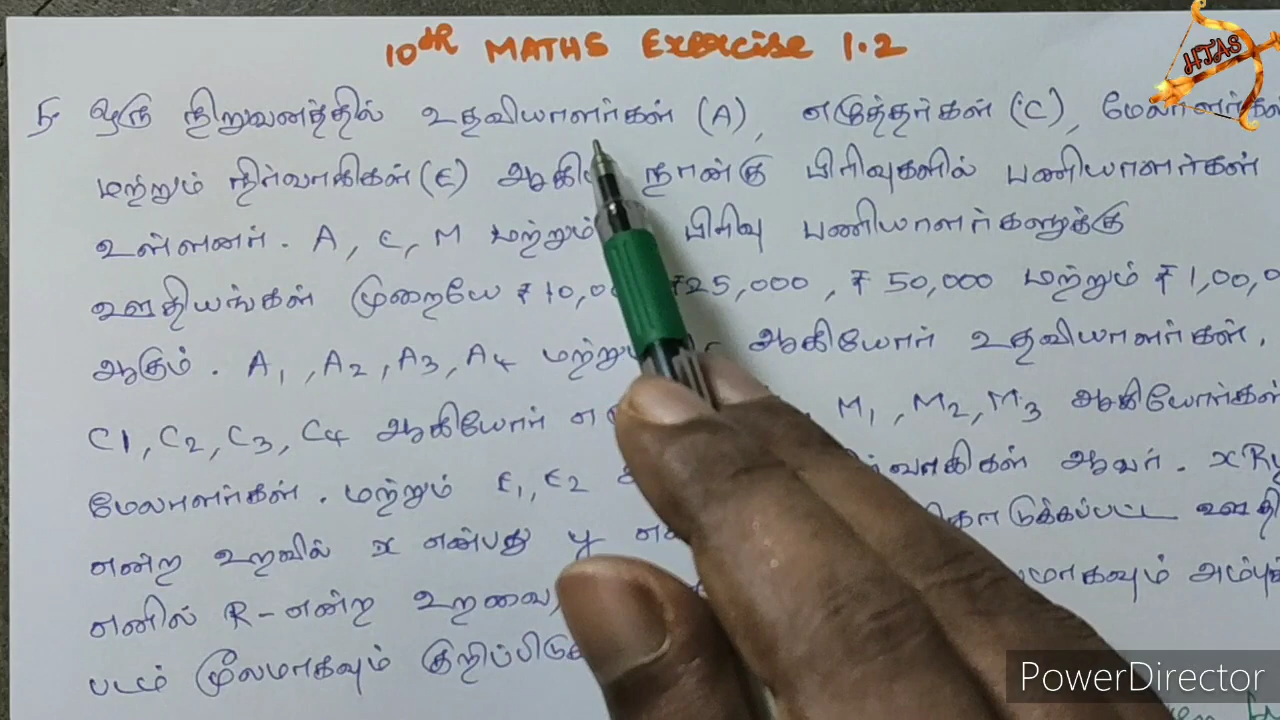 10th MATHS Exercise 1.2
HTAS
5. ஒரு நிறுவனத்தில் உதவியாளர்கள் (A), எழுத்தர்கள் (C), மேலாளர்கள்
மற்றும் நிர்வாகிகள் (E) ஆகிய நான்கு பிரிவுகளில் பணியாளர்கள்
உள்ளனர். A, C, M மற்றும் பிரிவு பணியாளர்களுக்கு
ஊதியங்கள் முறையே ₹10,00 ₹25,000, ₹50,000 மற்றும் ₹1,00,0
ஆகும். A1, A2, A3, A4 மற்று ஆகியோர் உதவியாளர்கள்.
C1, C2, C3, C4 ஆகியோர் M1, M2, M3 ஆகியோர்கள்
மேலாளர்கள். மற்றும் E1, E2 ஆவர். xRy
என்ற உறவில் x என்பது y ஊதி
எனில் R-என்ற உறவை, மாகவும் அம்புக்
படம் மூலமாகவும் குறிப்பிடுக
PowerDirector